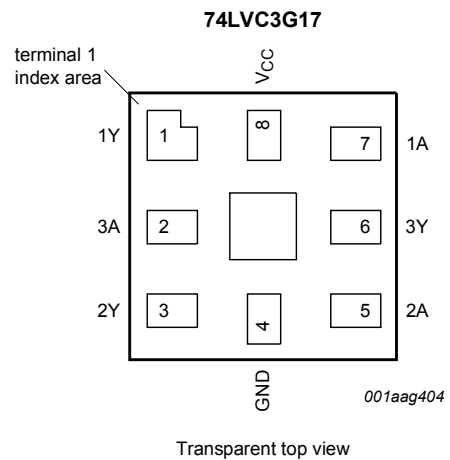 74LVC3G17
terminal 1
index area
VCC
1Y 1 8 7 1A
3A 2 6 3Y
2Y 3 4 5 2A
GND
001aag404
Transparent top view